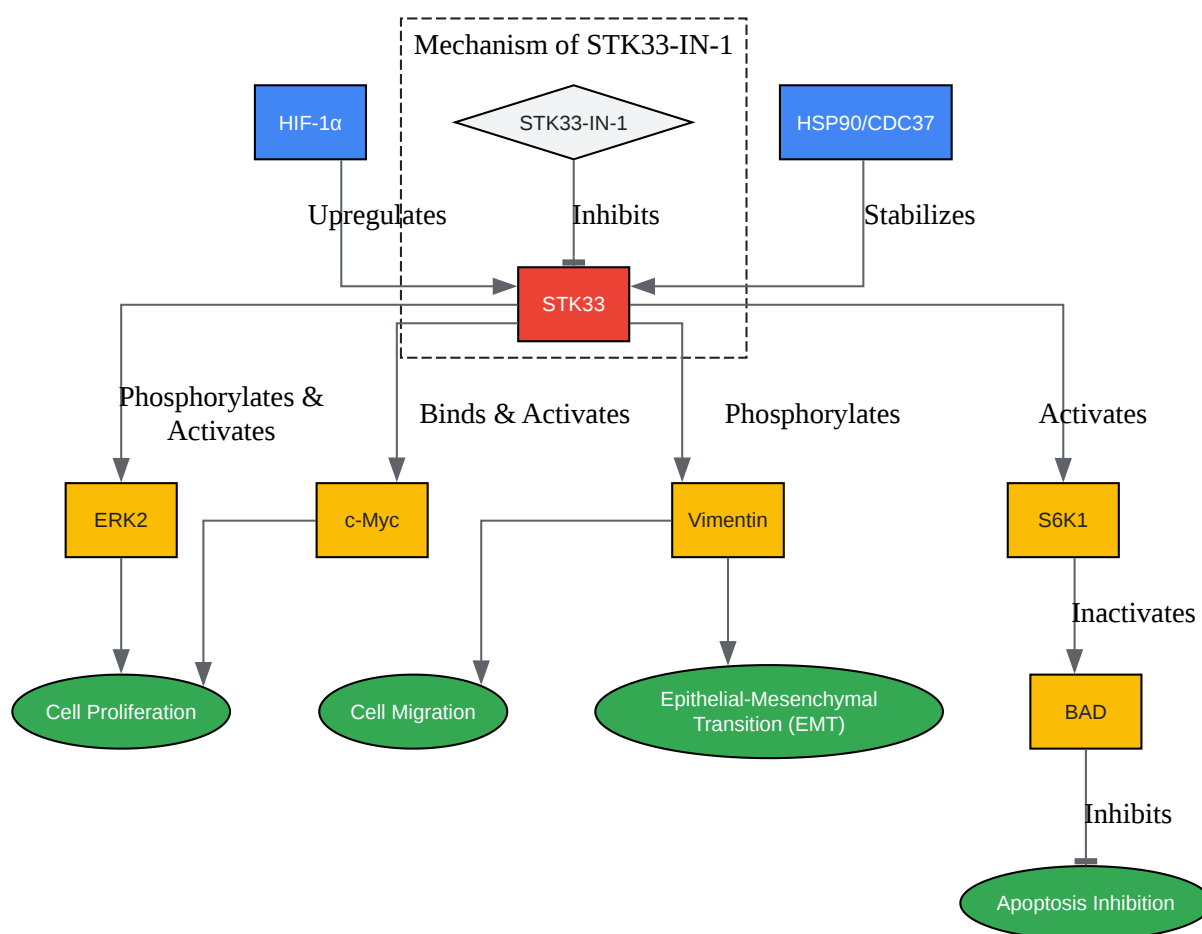 Mechanism of STK33-IN-1
HIF-1α
STK33-IN-1
HSP90/CDC37
Upregulates
Inhibits
Stabilizes
STK33
Phosphorylates &
Activates
Binds & Activates
Phosphorylates
Activates
ERK2
c-Myc
Vimentin
S6K1
Inactivates
Cell Proliferation
Cell Migration
Epithelial-Mesenchymal
Transition (EMT)
BAD
Inhibits
Apoptosis Inhibition